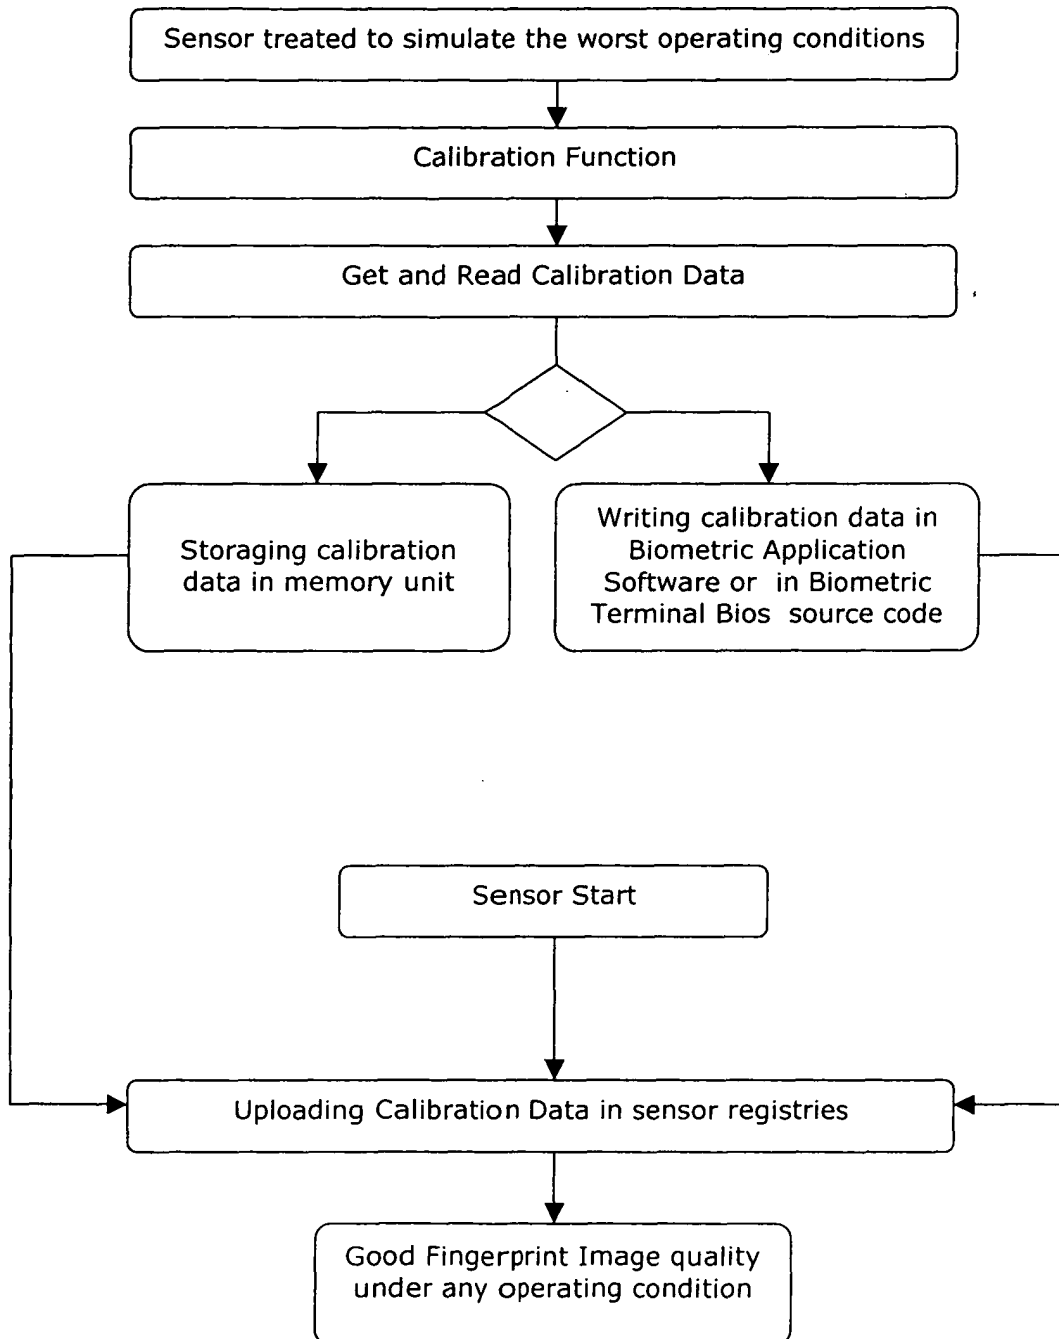 Sensor treated to simulate the worst operating conditions
Calibration Function
Get and Read Calibration Data
Storaging calibration
data in memory unit
Writing calibration data in
Biometric Application
Software or in Biometric
Terminal Bios source code
Sensor Start
Uploading Calibration Data in sensor registries
Good Fingerprint Image quality
under any operating condition